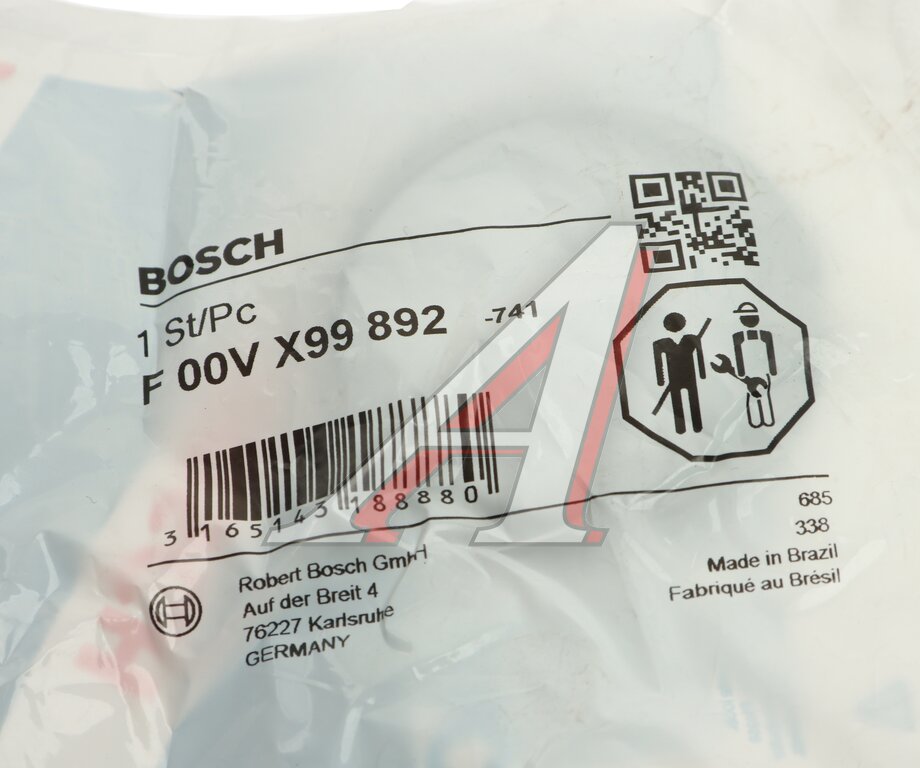 BOSCH
1 St/Pc
F 00V X99 892 -741
3 165143 188880
685
338
Made in Brazil
Fabriqué au Brésil
Robert Bosch GmbH
Auf der Breit 4
76227 Karlsruhe
GERMANY